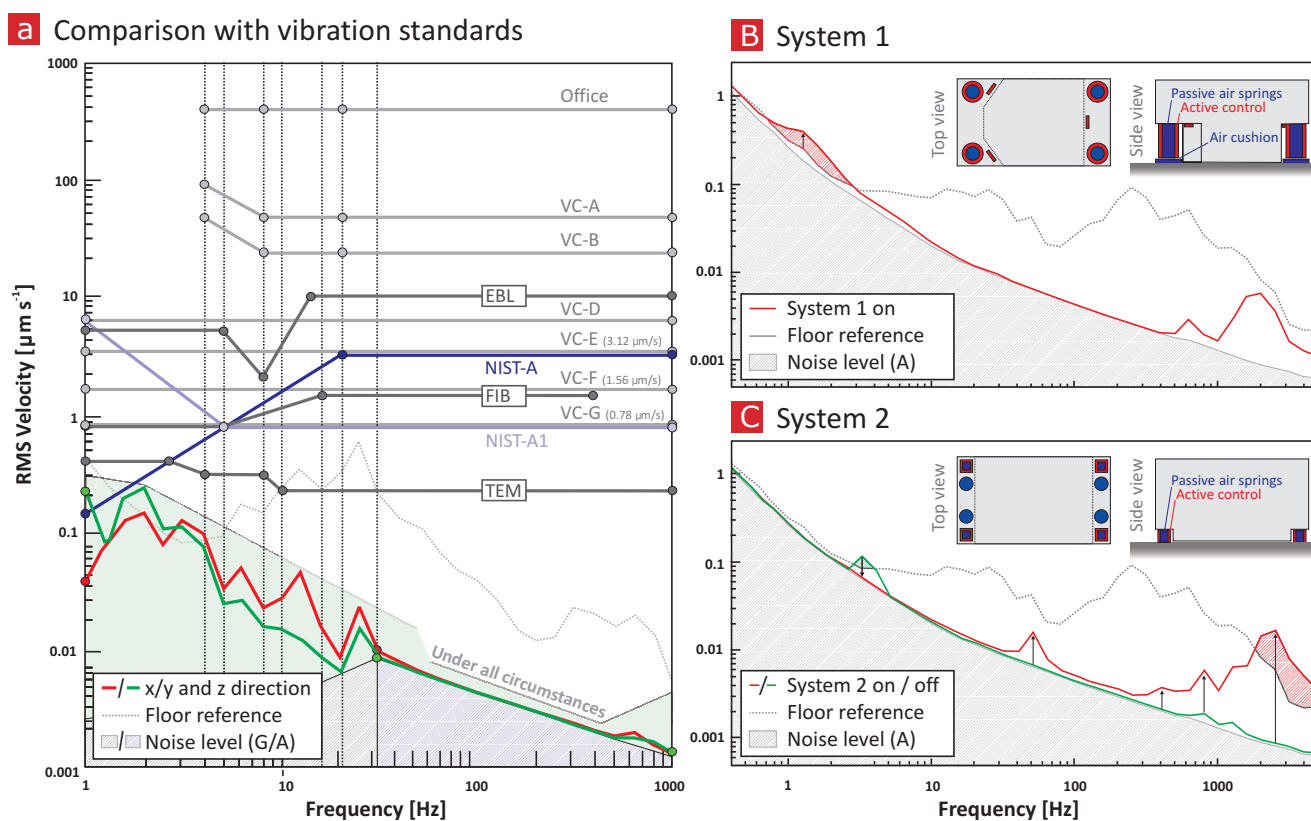 a Comparison with vibration standards
1000
100
10
1
0.1
0.01
0.001
RMS Velocity [µm s⁻¹]
Office
VC-A
VC-B
EBL
VC-D
VC-E (3.12 µm/s)
NIST-A
VC-F (1.56 µm/s)
FIB
VC-G (0.78 µm/s)
NIST-A1
TEM
Under all circumstances
x/y and z direction
Floor reference
Noise level (G/A)
1
10
100
1000
Frequency [Hz]
B System 1
1
0.1
0.01
0.001
Top view
Side view
Passive air springs
Active control
Air cushion
System 1 on
Floor reference
Noise level (A)
1
10
100
1000
C System 2
1
0.1
0.01
0.001
Top view
Side view
Passive air springs
Active control
System 2 on / off
Floor reference
Noise level (A)
1
10
100
1000
Frequency [Hz]